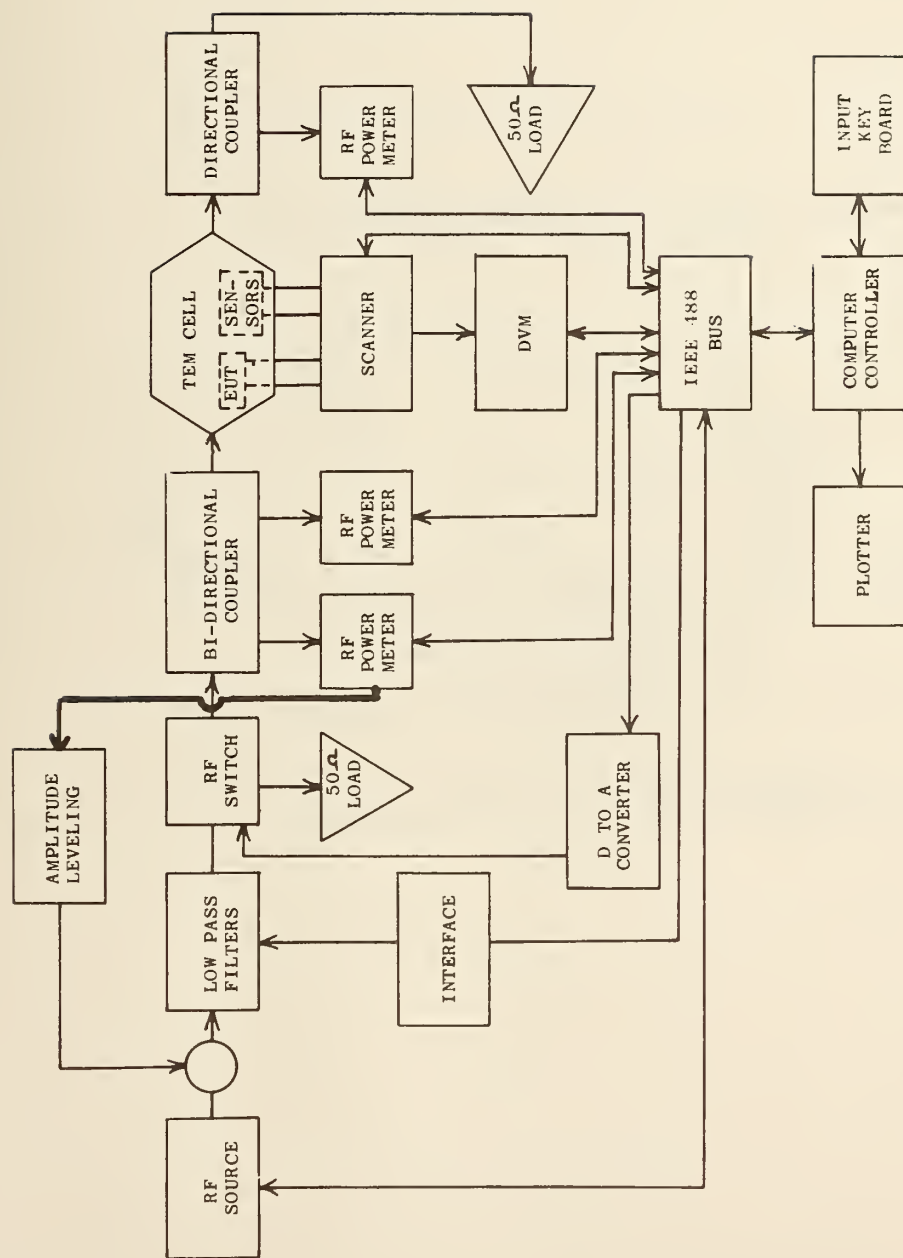 AMPLITUDE
LEVELING
RF
SOURCE
LOW PASS
FILTERS
RF
SWITCH
BI-DIRECTIONAL
COUPLER
TEM CELL
EUT
SEN-
SORS
DIRECTIONAL
COUPLER
50Ω
LOAD
RF
POWER
METER
RF
POWER
METER
SCANNER
RF
POWER
METER
50Ω
LOAD
INTERFACE
D TO A
CONVERTER
DVM
IEEE 488
BUS
PLOTTER
COMPUTER
CONTROLLER
INPUT
KEY
BOARD